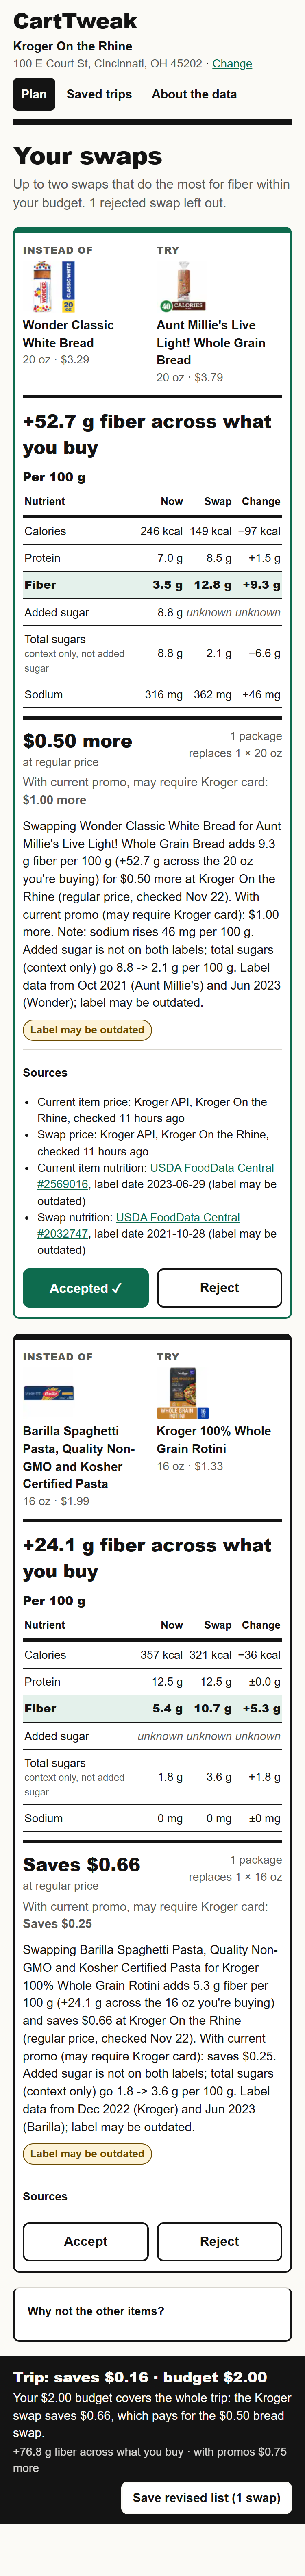 CartTweak
Kroger On the Rhine
100 E Court St, Cincinnati, OH 45202 · Change
Plan Saved trips About the data
Your swaps
Up to two swaps that do the most for fiber within
your budget. 1 rejected swap left out.
INSTEAD OF TRY
Wonder Classic
White Bread
20 oz · $3.29
40 CALORIES
Aunt Millie's Live
Light! Whole Grain
Bread
20 oz · $3.79
+52.7 g fiber across what
you buy
Per 100 g
Nutrient Now Swap Change
Calories 246 kcal 149 kcal −97 kcal
Protein 7.0 g 8.5 g +1.5 g
Fiber 3.5 g 12.8 g +9.3 g
Added sugar 8.8 g unknown unknown
Total sugars
context only, not added
sugar
8.8 g 2.1 g −6.6 g
Sodium 316 mg 362 mg +46 mg
$0.50 more
at regular price
1 package
replaces 1 × 20 oz
With current promo, may require Kroger card:
$1.00 more
Swapping Wonder Classic White Bread for Aunt
Millie's Live Light! Whole Grain Bread adds 9.3
g fiber per 100 g (+52.7 g across the 20 oz
you're buying) for $0.50 more at Kroger On the
Rhine (regular price, checked Nov 22). With
current promo (may require Kroger card): $1.00
more. Note: sodium rises 46 mg per 100 g.
Added sugar is not on both labels; total sugars
(context only) go 8.8 -> 2.1 g per 100 g. Label
data from Oct 2021 (Aunt Millie's) and Jun 2023
(Wonder); label may be outdated.
Label may be outdated
Sources
• Current item price: Kroger API, Kroger On the
Rhine, checked 11 hours ago
• Swap price: Kroger API, Kroger On the Rhine,
checked 11 hours ago
• Current item nutrition: USDA FoodData Central
#2569016, label date 2023-06-29 (label may be
outdated)
• Swap nutrition: USDA FoodData Central
#2032747, label date 2021-10-28 (label may be
outdated)
Accepted ✓ Reject
INSTEAD OF TRY
Barilla Spaghetti
Pasta, Quality Non-
GMO and Kosher
Certified Pasta
16 oz · $1.99
Kroger 100% Whole
Grain Rotini
16 oz · $1.33
+24.1 g fiber across what
you buy
Per 100 g
Nutrient Now Swap Change
Calories 357 kcal 321 kcal −36 kcal
Protein 12.5 g 12.5 g ±0.0 g
Fiber 5.4 g 10.7 g +5.3 g
Added sugar unknown unknown unknown
Total sugars
context only, not added
sugar
1.8 g 3.6 g +1.8 g
Sodium 0 mg 0 mg ±0 mg
Saves $0.66
at regular price
1 package
replaces 1 × 16 oz
With current promo, may require Kroger card:
Saves $0.25
Swapping Barilla Spaghetti Pasta, Quality Non-
GMO and Kosher Certified Pasta for Kroger
100% Whole Grain Rotini adds 5.3 g fiber per
100 g (+24.1 g across the 16 oz you're buying)
and saves $0.66 at Kroger On the Rhine
(regular price, checked Nov 22). With current
promo (may require Kroger card): saves $0.25.
Added sugar is not on both labels; total sugars
(context only) go 1.8 -> 3.6 g per 100 g. Label
data from Dec 2022 (Kroger) and Jun 2023
(Barilla); label may be outdated.
Label may be outdated
Sources
Accept Reject
Why not the other items?
Trip: saves $0.16 · budget $2.00
Your $2.00 budget covers the whole trip: the Kroger
swap saves $0.66, which pays for the $0.50 bread
swap.
+76.8 g fiber across what you buy · with promos $0.75
more
Save revised list (1 swap)